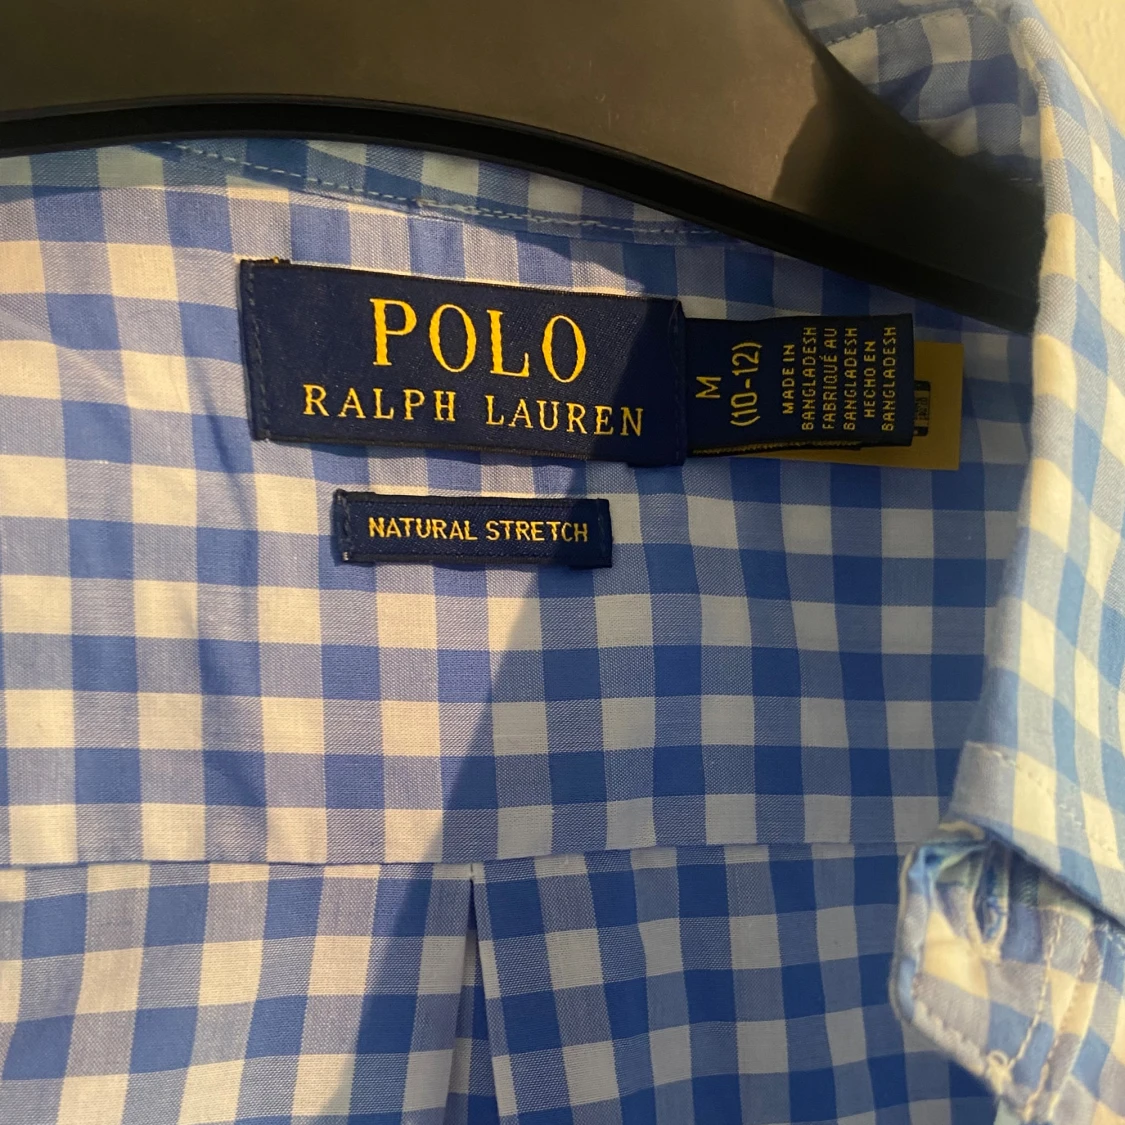 POLO
RALPH LAUREN
M
(10-12)
MADE IN
BANGLADESH
FABRIQUÉ AU
BANGLADESH
HECHO EN
BANGLADESH
NATURAL STRETCH